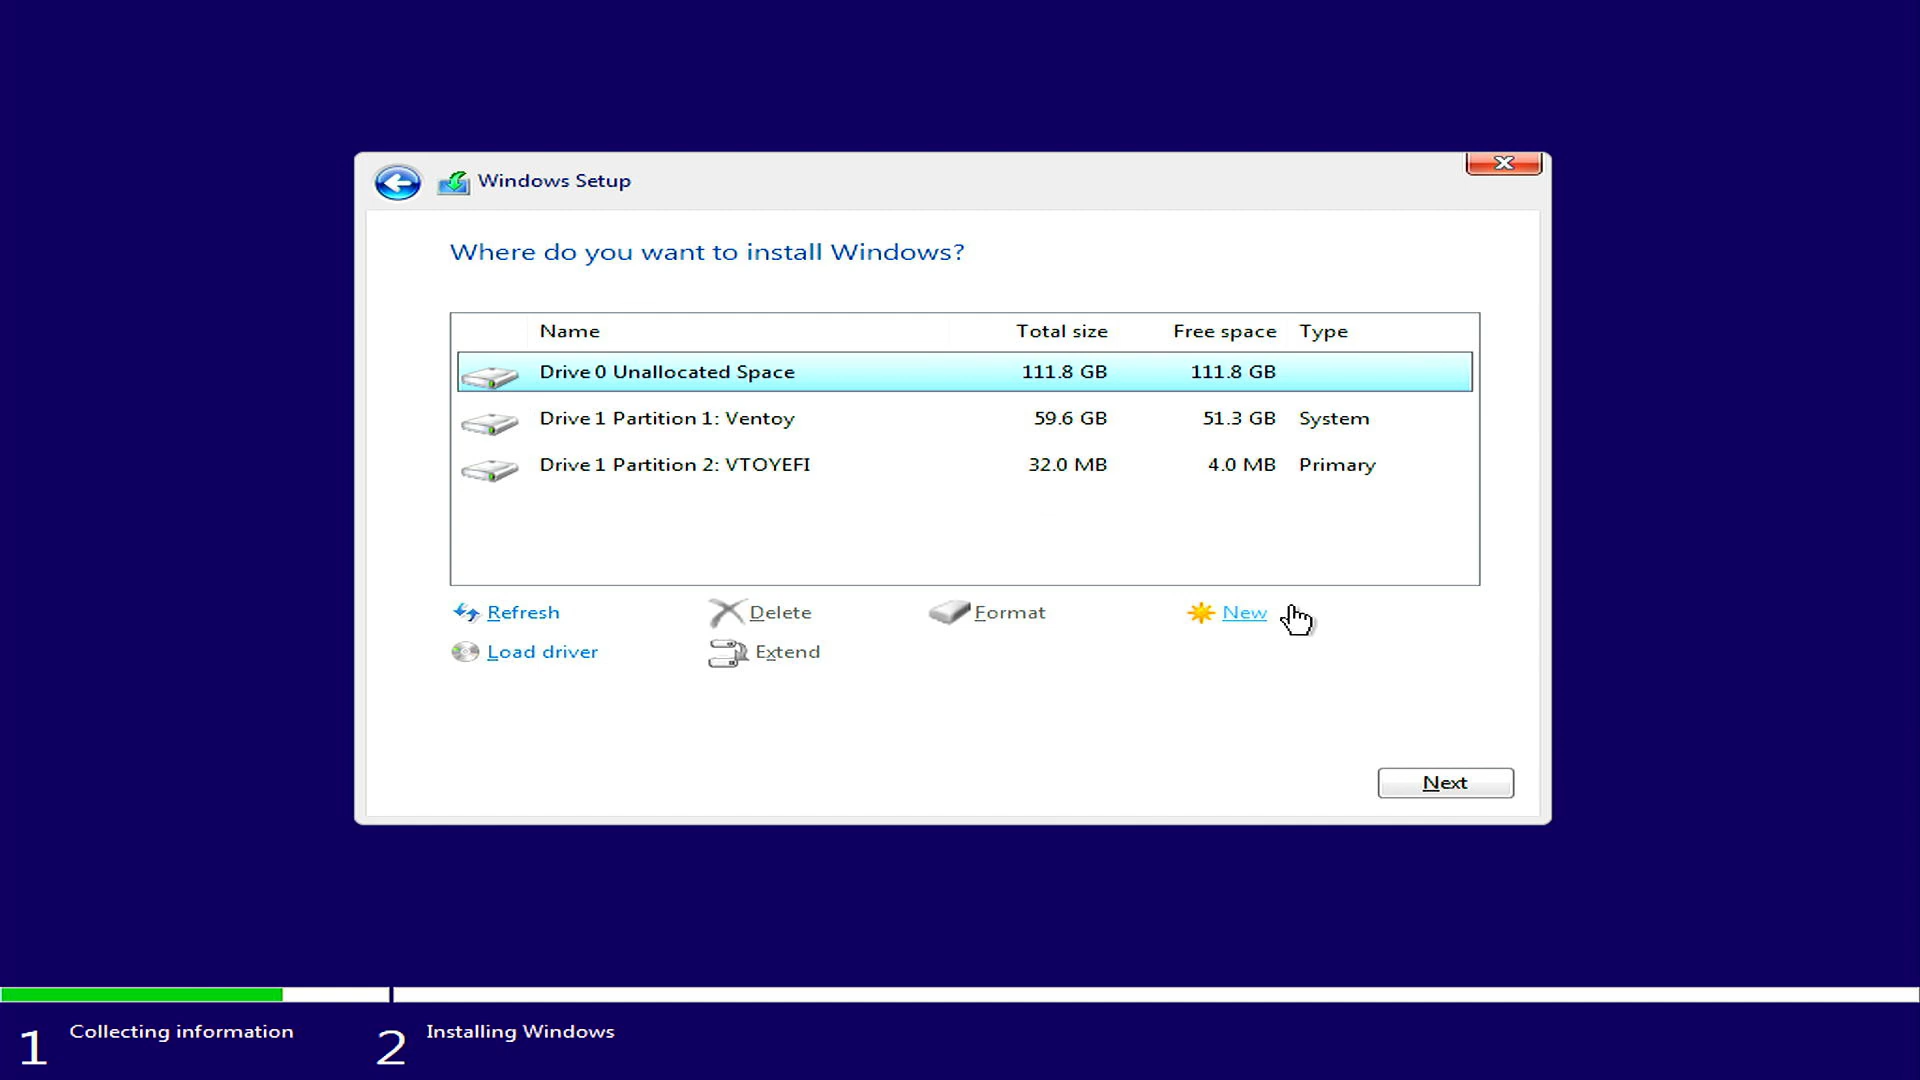 Windows Setup
Where do you want to install Windows?
Name Total size Free space Type
Drive 0 Unallocated Space 111.8 GB 111.8 GB
Drive 1 Partition 1: Ventoy 59.6 GB 51.3 GB System
Drive 1 Partition 2: VTOYEFI 32.0 MB 4.0 MB Primary
Refresh Delete Format New
Load driver Extend
Next
1 Collecting information 2 Installing Windows